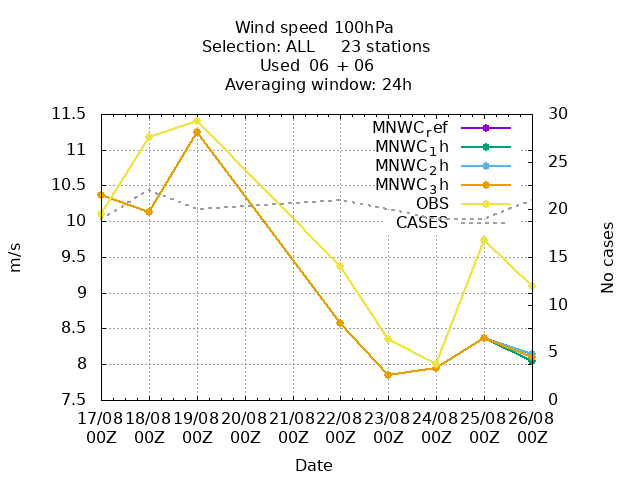 Wind speed 100hPa
Selection: ALL 23 stations
Used 06 + 06
Averaging window: 24h
11.5
11
10.5
10
9.5
9
8.5
8
7.5
m/s
30
25
20
15
10
5
0
No cases
MNWC_ref
MNWC_1h
MNWC_2h
MNWC_3h
OBS
CASES
17/08 18/08 19/08 20/08 21/08 22/08 23/08 24/08 25/08 26/08
00Z 00Z 00Z 00Z 00Z 00Z 00Z 00Z 00Z 00Z
Date